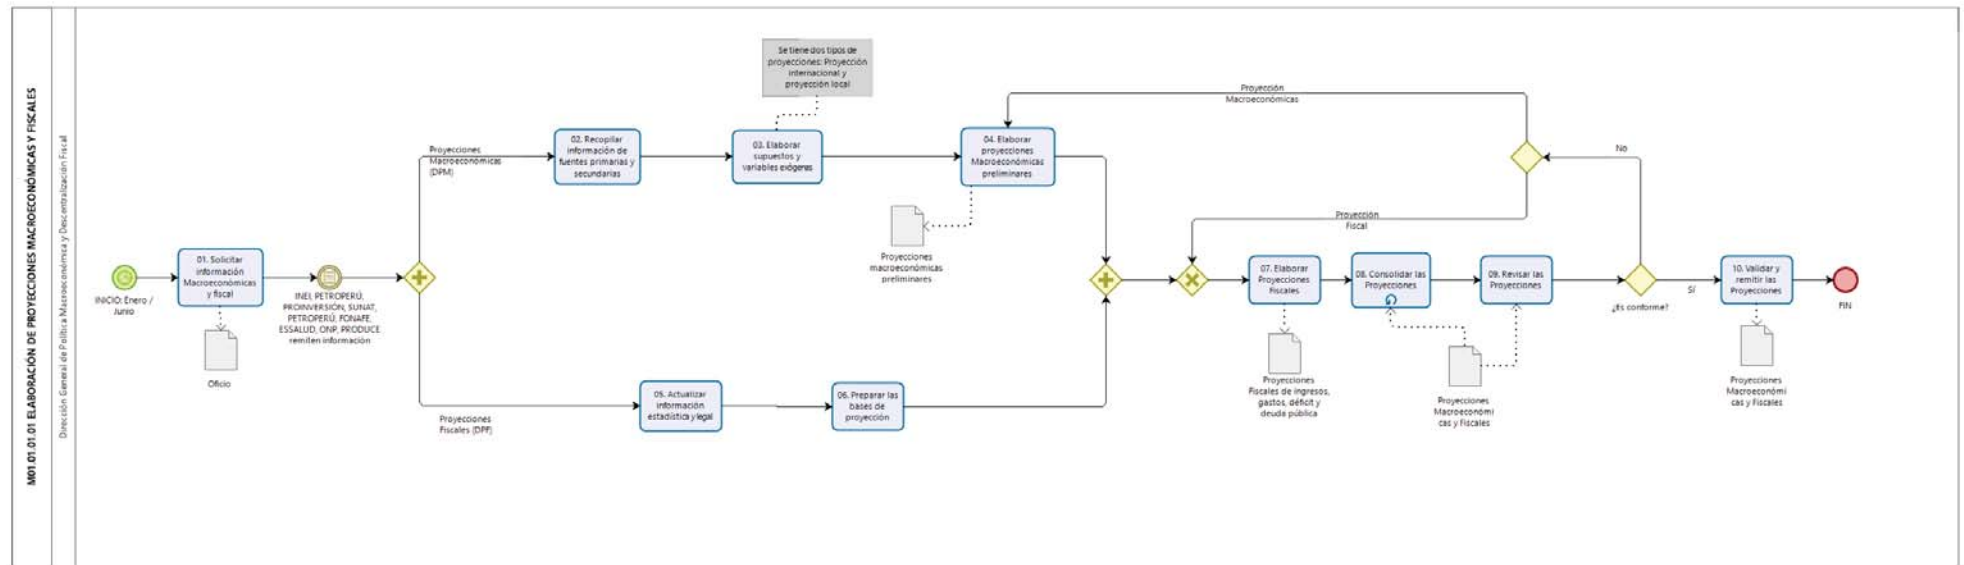 M01.01.01.01 ELABORACIÓN DE PROYECCIONES MACROECONÓMICAS Y FISCALES
Dirección General de Política Macroeconómica y Descentralización Fiscal
INICIO: Enero /
Junio
01. Solicitar
información
Macroeconómicas
y fiscal
Oficio
INEI, PETROPERÚ,
PROINVERSIÓN, SUNAT,
PETROPERÚ, FONAFE,
ESSALUD, ONP, PRODUCE
remiten información
Proyecciones
Macroeconómicas
(DPM)
02. Recopilar
información de
fuentes primarias y
secundarias
Se tiene dos tipos de
proyecciones: Proyección
internacional y
proyección local
03. Elaborar
supuestos y
variables exógenes
04. Elaborar
proyecciones
Macroeconómicas
preliminares
Proyecciones
macroeconómicas
preliminares
Proyecciones
Fiscales (DPF)
05. Actualizar
información
estadística y legal
06. Preparar las
bases de
proyección
Proyección
Macroeconómicas
Proyección
Fiscal
No
07. Elaborar
Proyecciones
Fiscales
Proyecciones
Fiscales de ingresos,
gastos, déficit y
deuda pública
08. Consolidar las
Proyecciones
09. Revisar las
Proyecciones
Proyecciones
Macroeconómi
cas y Fiscales
¿Es conforme?
Sí
10. Validar y
remitir las
Proyecciones
Proyecciones
Macroeconómi
cas y Fiscales
FIN